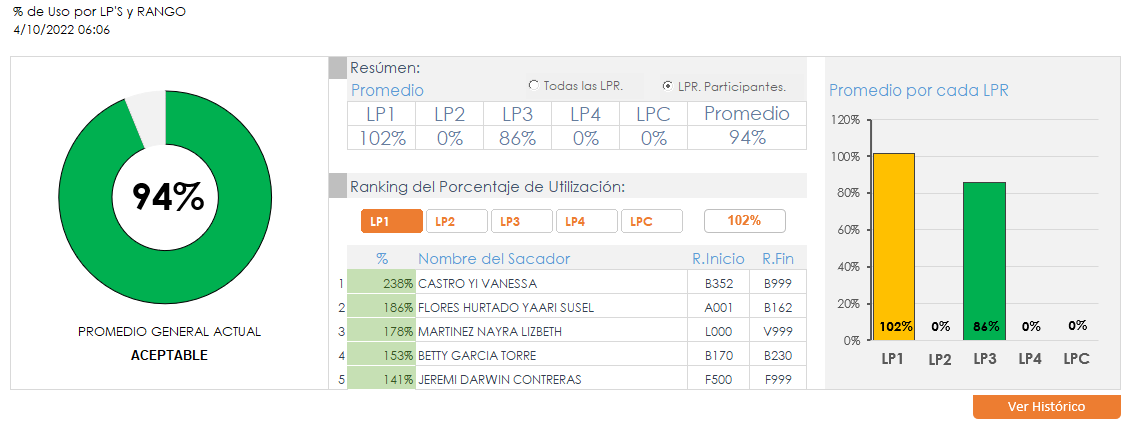 % de Uso por LP'S y RANGO
4/10/2022 06:06
94%
PROMEDIO GENERAL ACTUAL
ACEPTABLE
Resúmen:
Promedio
Todas las LPR.
LPR. Participantes.
LP1 LP2 LP3 LP4 LPC Promedio
102% 0% 86% 0% 0% 94%
Ranking del Porcentaje de Utilización:
LP1 LP2 LP3 LP4 LPC 102%
% Nombre del Sacador R.Inicio R.Fin
1 238% CASTRO YI VANESSA B352 B999
2 186% FLORES HURTADO YAARI SUSEL A001 B162
3 178% MARTINEZ NAYRA LIZBETH L000 V999
4 153% BETTY GARCIA TORRE B170 B230
5 141% JEREMI DARWIN CONTRERAS F500 F999
Promedio por cada LPR
120%
100%
80%
60%
40%
20%
0%
102% 0% 86% 0% 0%
LP1 LP2 LP3 LP4 LPC
Ver Histórico